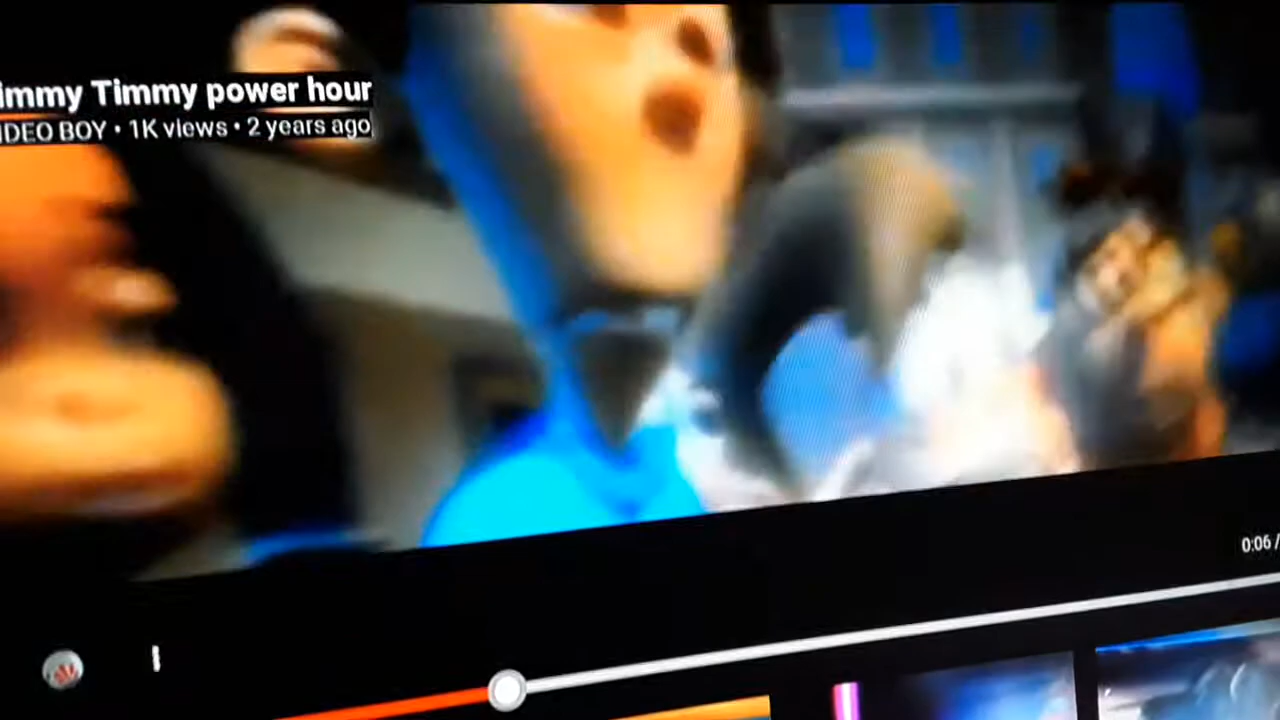 immy Timmy power hour
IDEO BOY • 1K views • 2 years ago
0:06 /